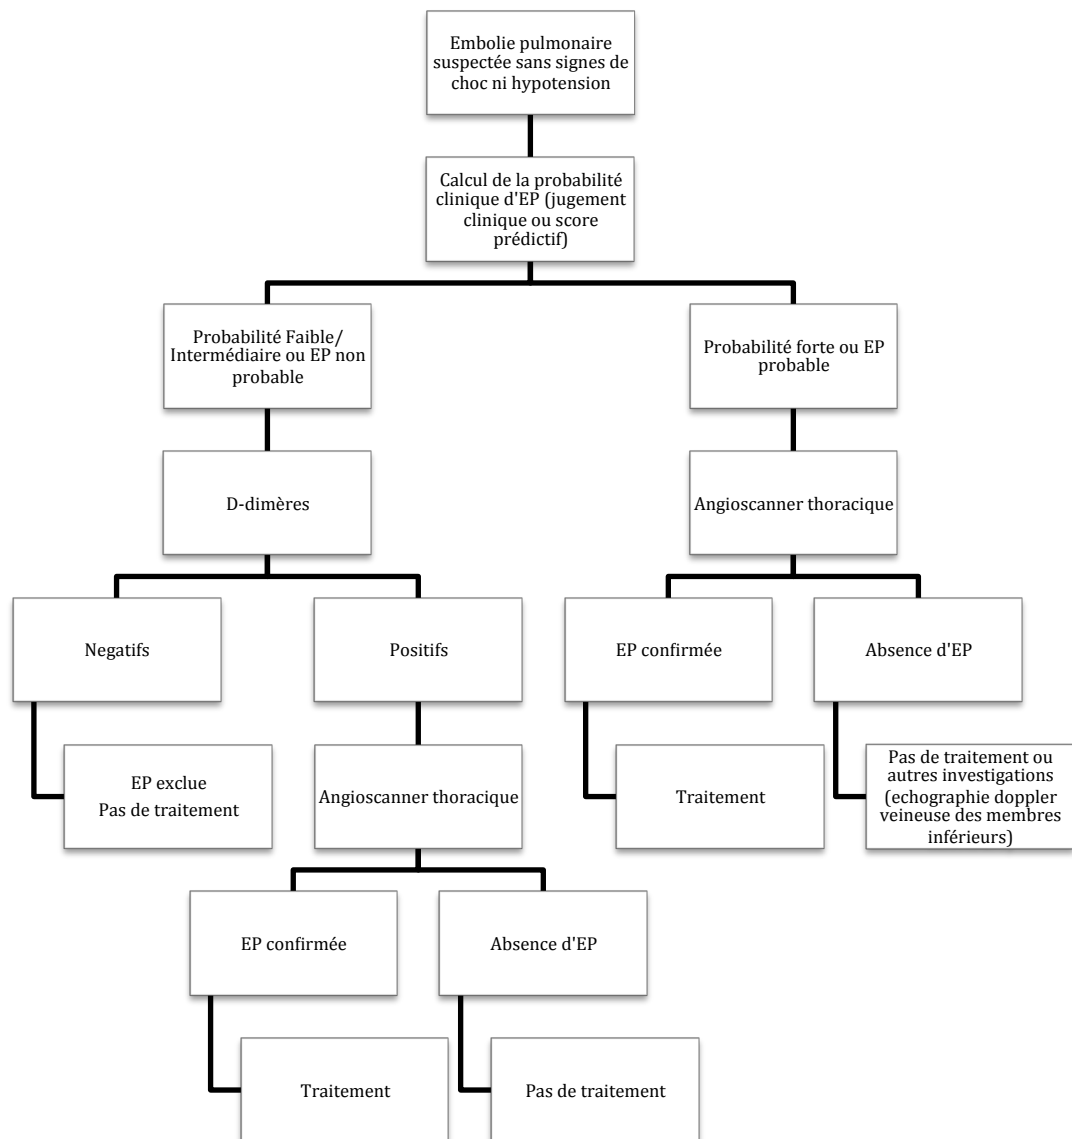 Embolie pulmonaire
suspectée sans signes de
choc ni hypotension
Calcul de la probabilité
clinique d'EP (jugement
clinique ou score
prédictif)
Probabilité Faible/
Intermédiaire ou EP non
probable
Probabilité forte ou EP
probable
D-dimères
Angioscanner thoracique
Negatifs
Positifs
EP confirmée
Absence d'EP
EP exclue
Pas de traitement
Angioscanner thoracique
Traitement
Pas de traitement ou
autres investigations
(echographie doppler
veineuse des membres
inférieurs)
EP confirmée
Absence d'EP
Traitement
Pas de traitement